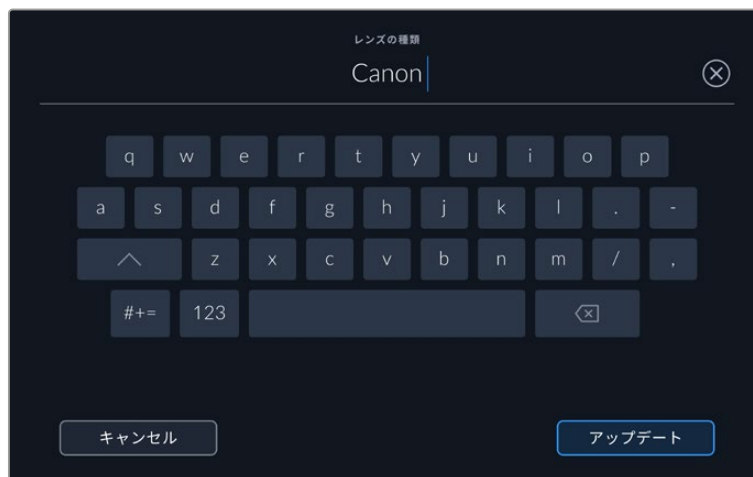 レンズの種類
Canon
q w e r t y u i o p
a s d f g h j k l . -
z x c v b n m / ,
#+= 123
キャンセル アップデート